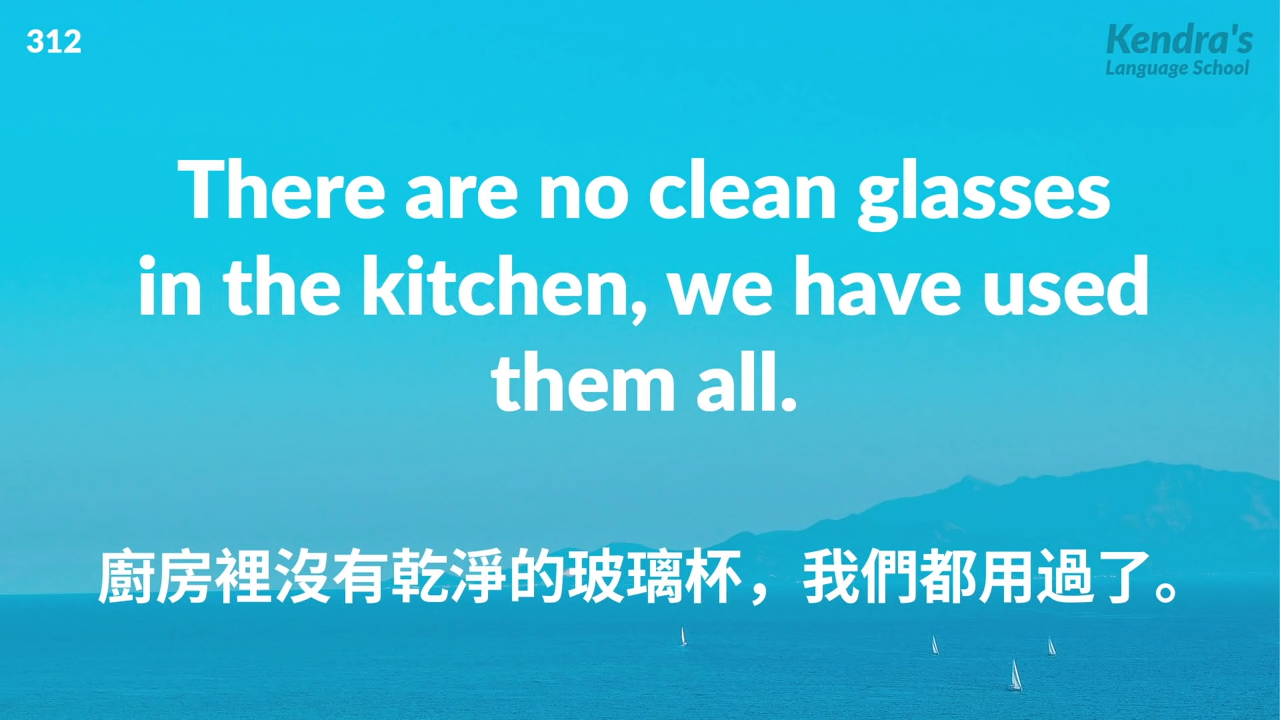 312
Kendra's
Language School
There are no clean glasses
in the kitchen, we have used
them all.
廚房裡沒有乾淨的玻璃杯，我們都用過了。